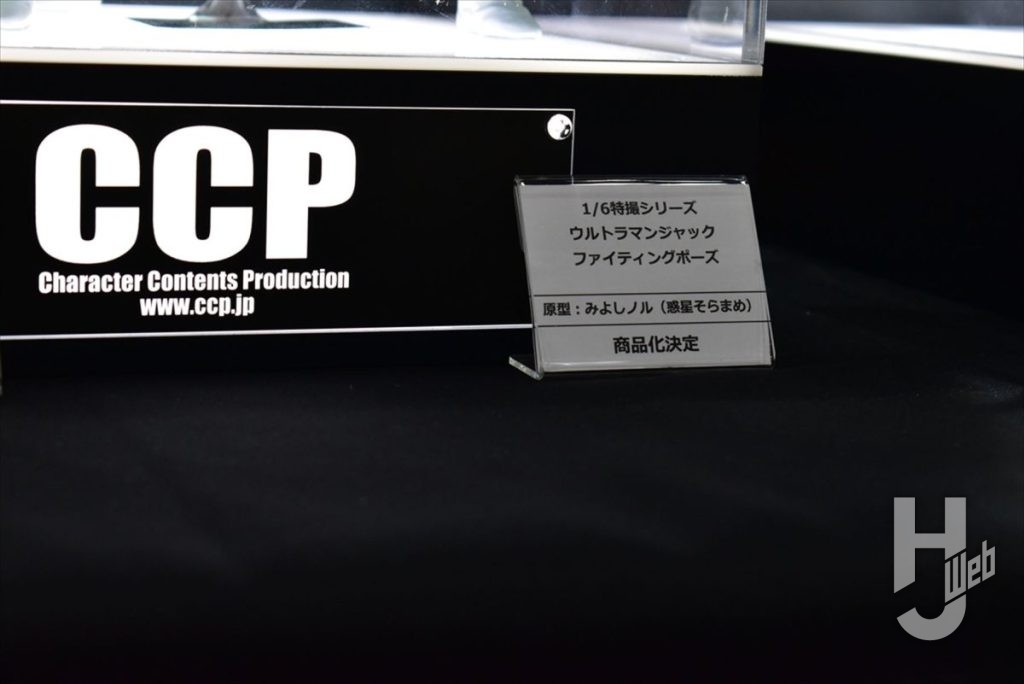 CCP
Character Contents Production
www.ccp.jp
1/6特撮シリーズ
ウルトラマンジャック
ファイティングポーズ
原型：みよしノル（惑星そらまめ）
商品化決定
HJ Web